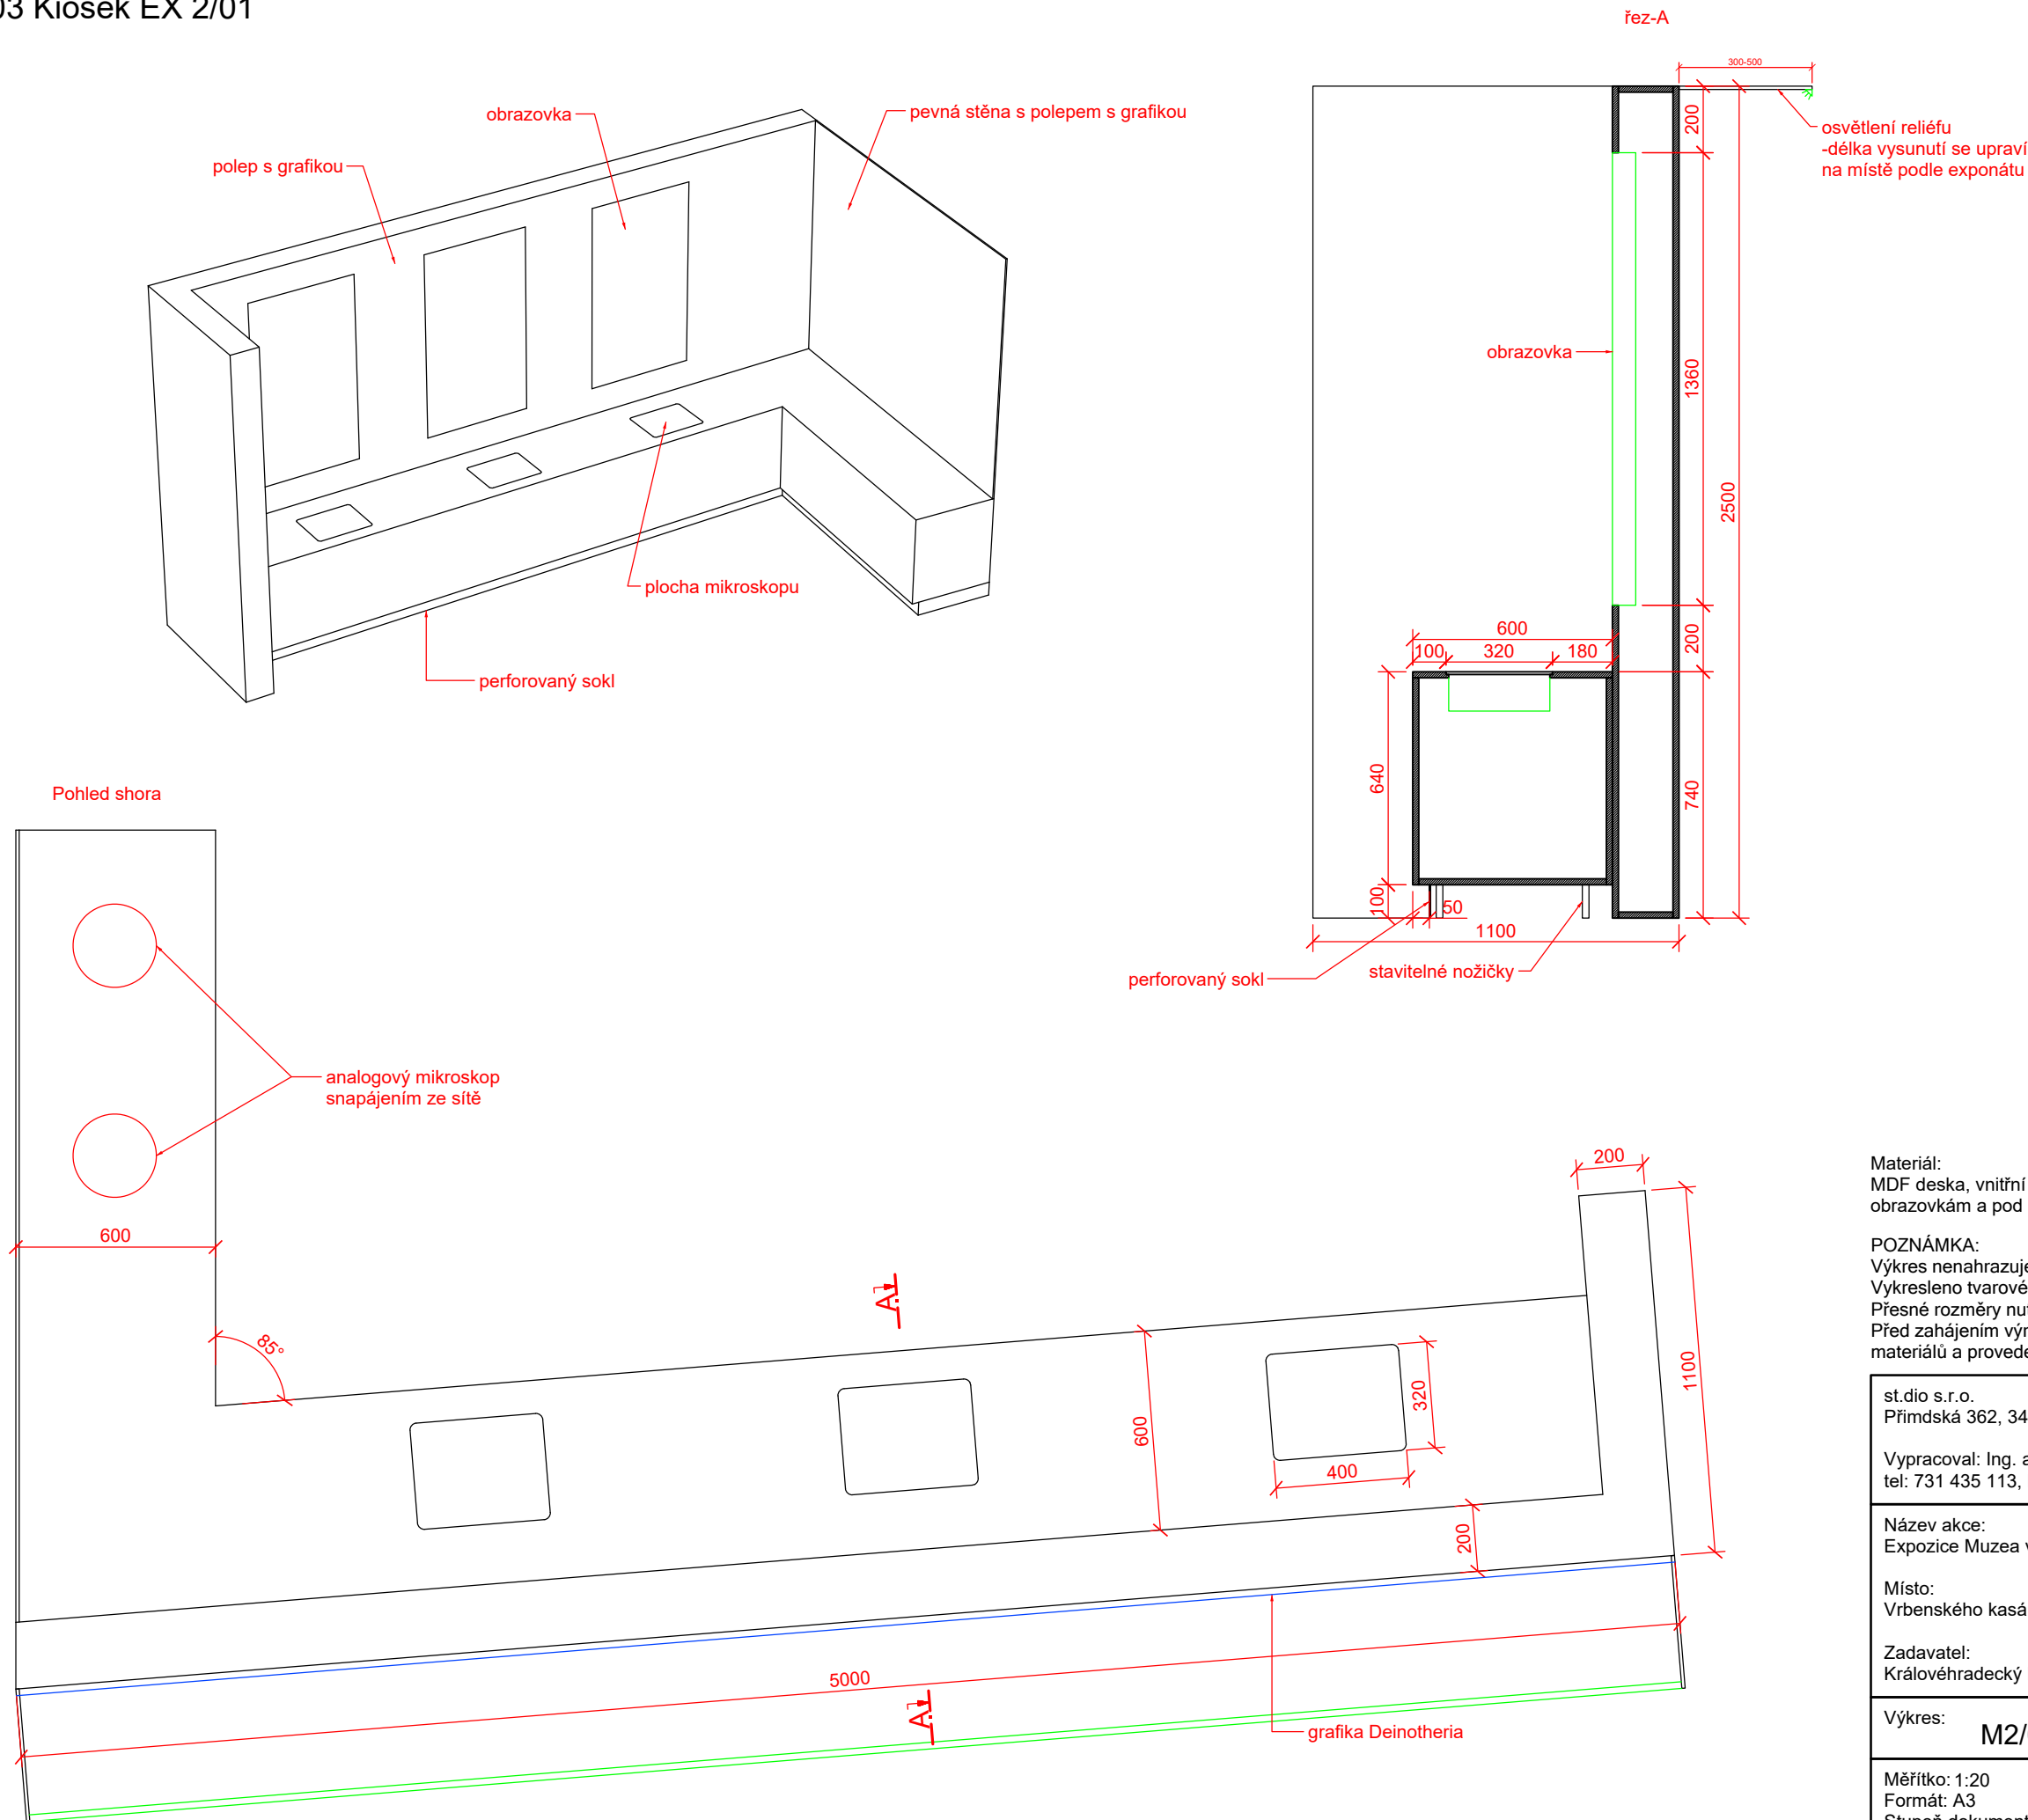 03 Kiosek EX 2/01
řez-A
300-500
obrazovka
pevná stěna s polepem s grafikou
polep s grafikou
200
osvětlení reliéfu
-délka vysunutí se upraví
na místě podle exponátu
obrazovka
1360
2500
600
200
100
320
180
plocha mikroskopu
perforovaný sokl
640
740
100
50
1100
perforovaný sokl
stavitelné nožičky
Pohled shora
analogový mikroskop
snapájením ze sítě
600
85°
A1
200
1100
600
320
400
200
5000
A1
grafika Deinotheria
Materiál:
MDF deska, vnitřní
obrazovkám a pod
POZNÁMKA:
Výkres nenahrazuje
Vykresleno tvarové
Přesné rozměry
Před zahájením
materiálů a
st.dio s.r.o.
Přimdská 362, 34
Vypracoval: Ing. a
tel: 731 435 113,
Název akce:
Expozice Muzea v
Místo:
Vrbenského kasá
Zadavatel:
Královéhradecký
Výkres:
M2/
Měřítko: 1:20
Formát: A3